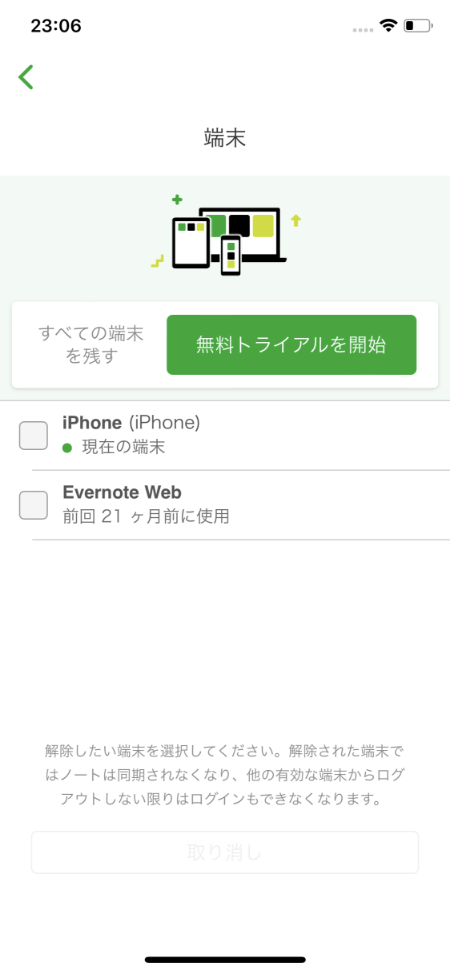 23:06
端末
すべての端末
を残す
無料トライアルを開始
iPhone (iPhone)
現在の端末
Evernote Web
前回 21 ヶ月前に使用
解除したい端末を選択してください。解除された端末で
はノートは同期されなくなり、他の有効な端末からログ
アウトしない限りはログインもできなくなります。
取り消し